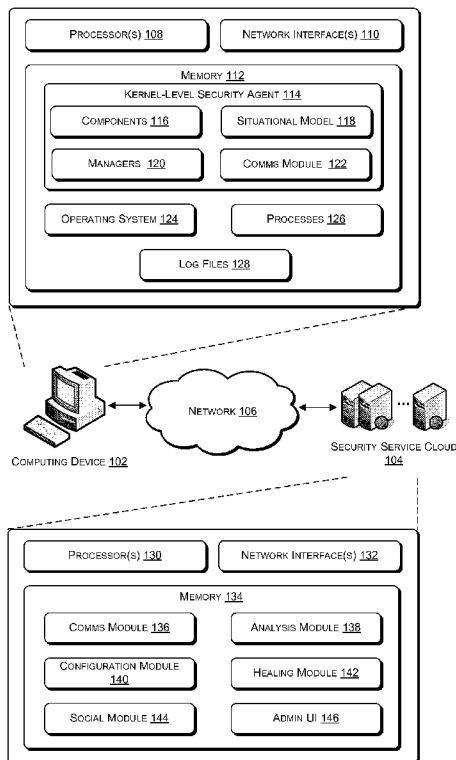 PROCESSOR(S) 108
NETWORK INTERFACE(S) 110
MEMORY 112
KERNEL-LEVEL SECURITY AGENT 114
COMPONENTS 116
SITUATIONAL MODEL 118
MANAGERS 120
COMMS MODULE 122
OPERATING SYSTEM 124
PROCESSES 126
LOG FILES 128
NETWORK 106
COMPUTING DEVICE 102
SECURITY SERVICE CLOUD
104
PROCESSOR(S) 130
NETWORK INTERFACE(S) 132
MEMORY 134
COMMS MODULE 136
ANALYSIS MODULE 138
CONFIGURATION MODULE
140
HEALING MODULE 142
SOCIAL MODULE 144
ADMIN UI 146